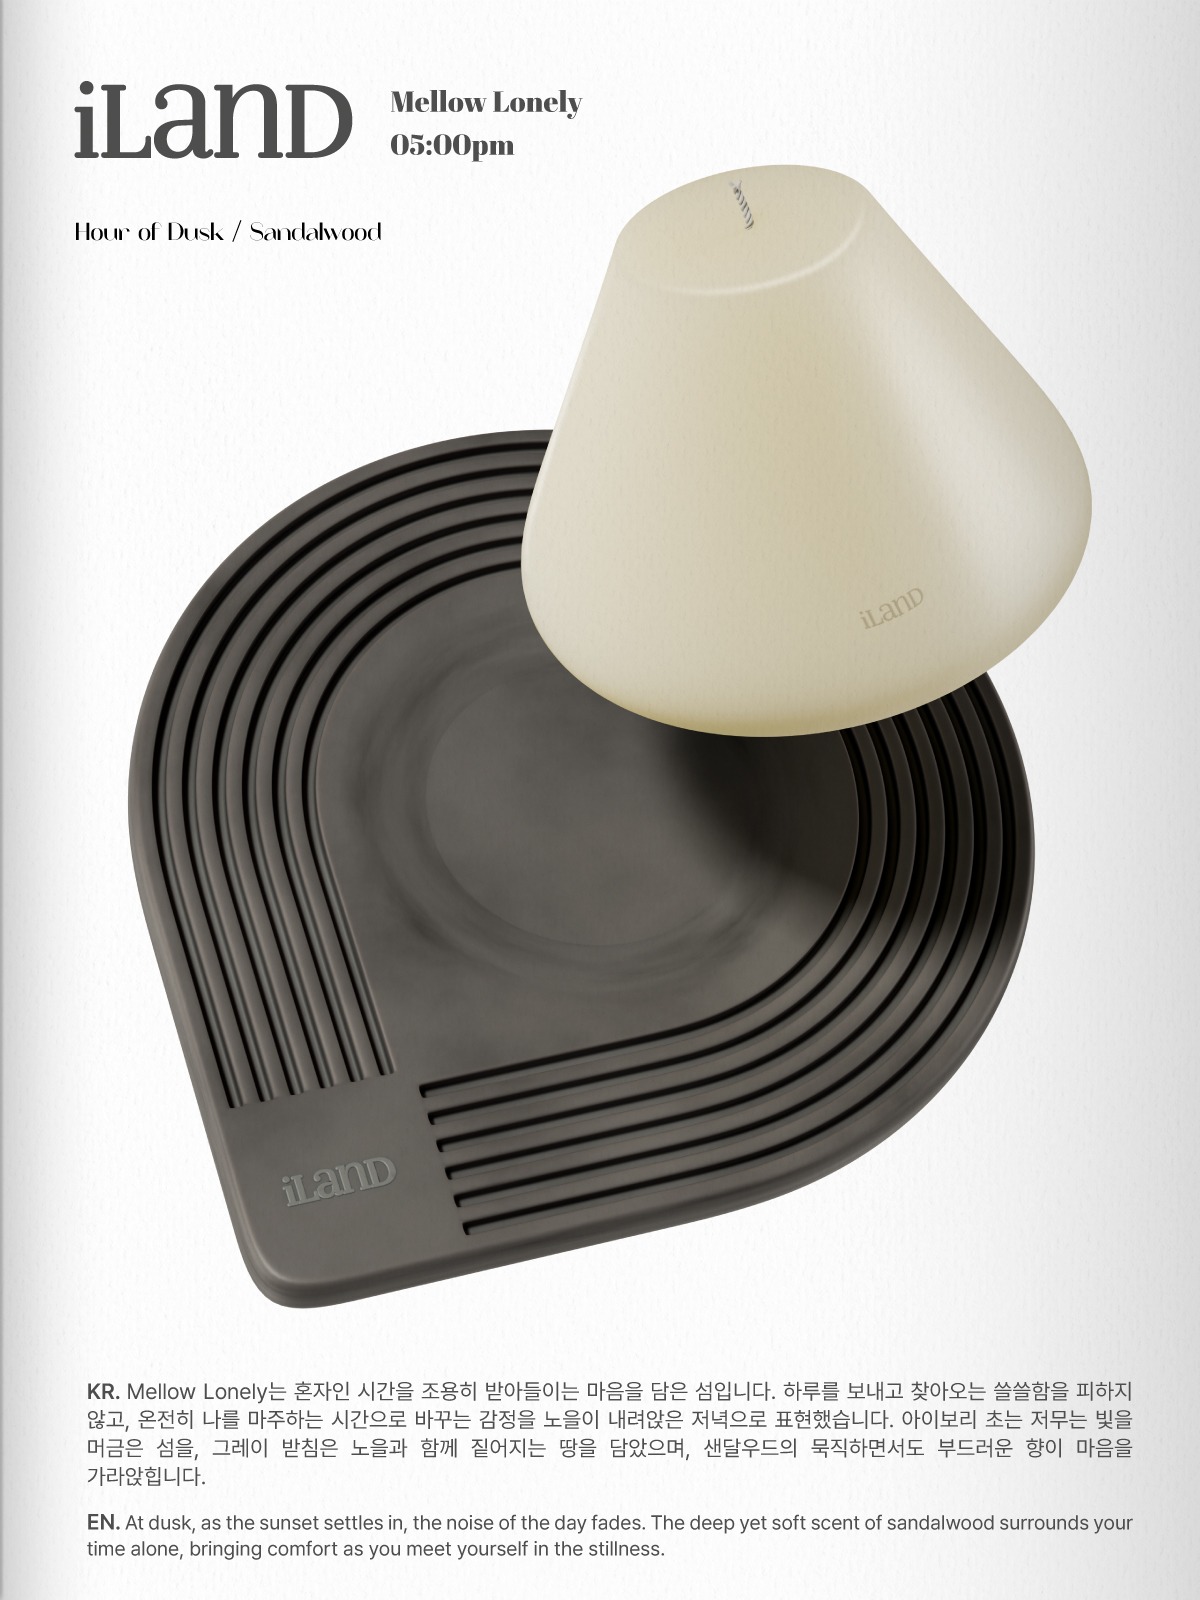 iLanD
Mellow Lonely
05:00pm
Hour of Dusk / Sandalwood
iLanD
iLanD
KR. Mellow Lonely는 혼자인 시간을 조용히 받아들이는 마음을 담은 섬입니다. 하루를 보내고 찾아오는 쓸쓸함을 피하지
않고, 온전히 나를 마주하는 시간으로 바꾸는 감정을 노을이 내려앉은 저녁으로 표현했습니다. 아이보리 초는 저무는 빛을
머금은 섬을, 그레이 받침은 노을과 함께 짙어지는 땅을 담았으며, 샌달우드의 묵직하면서도 부드러운 향이 마음을
가라앉힙니다.
EN. At dusk, as the sunset settles in, the noise of the day fades. The deep yet soft scent of sandalwood surrounds your
time alone, bringing comfort as you meet yourself in the stillness.